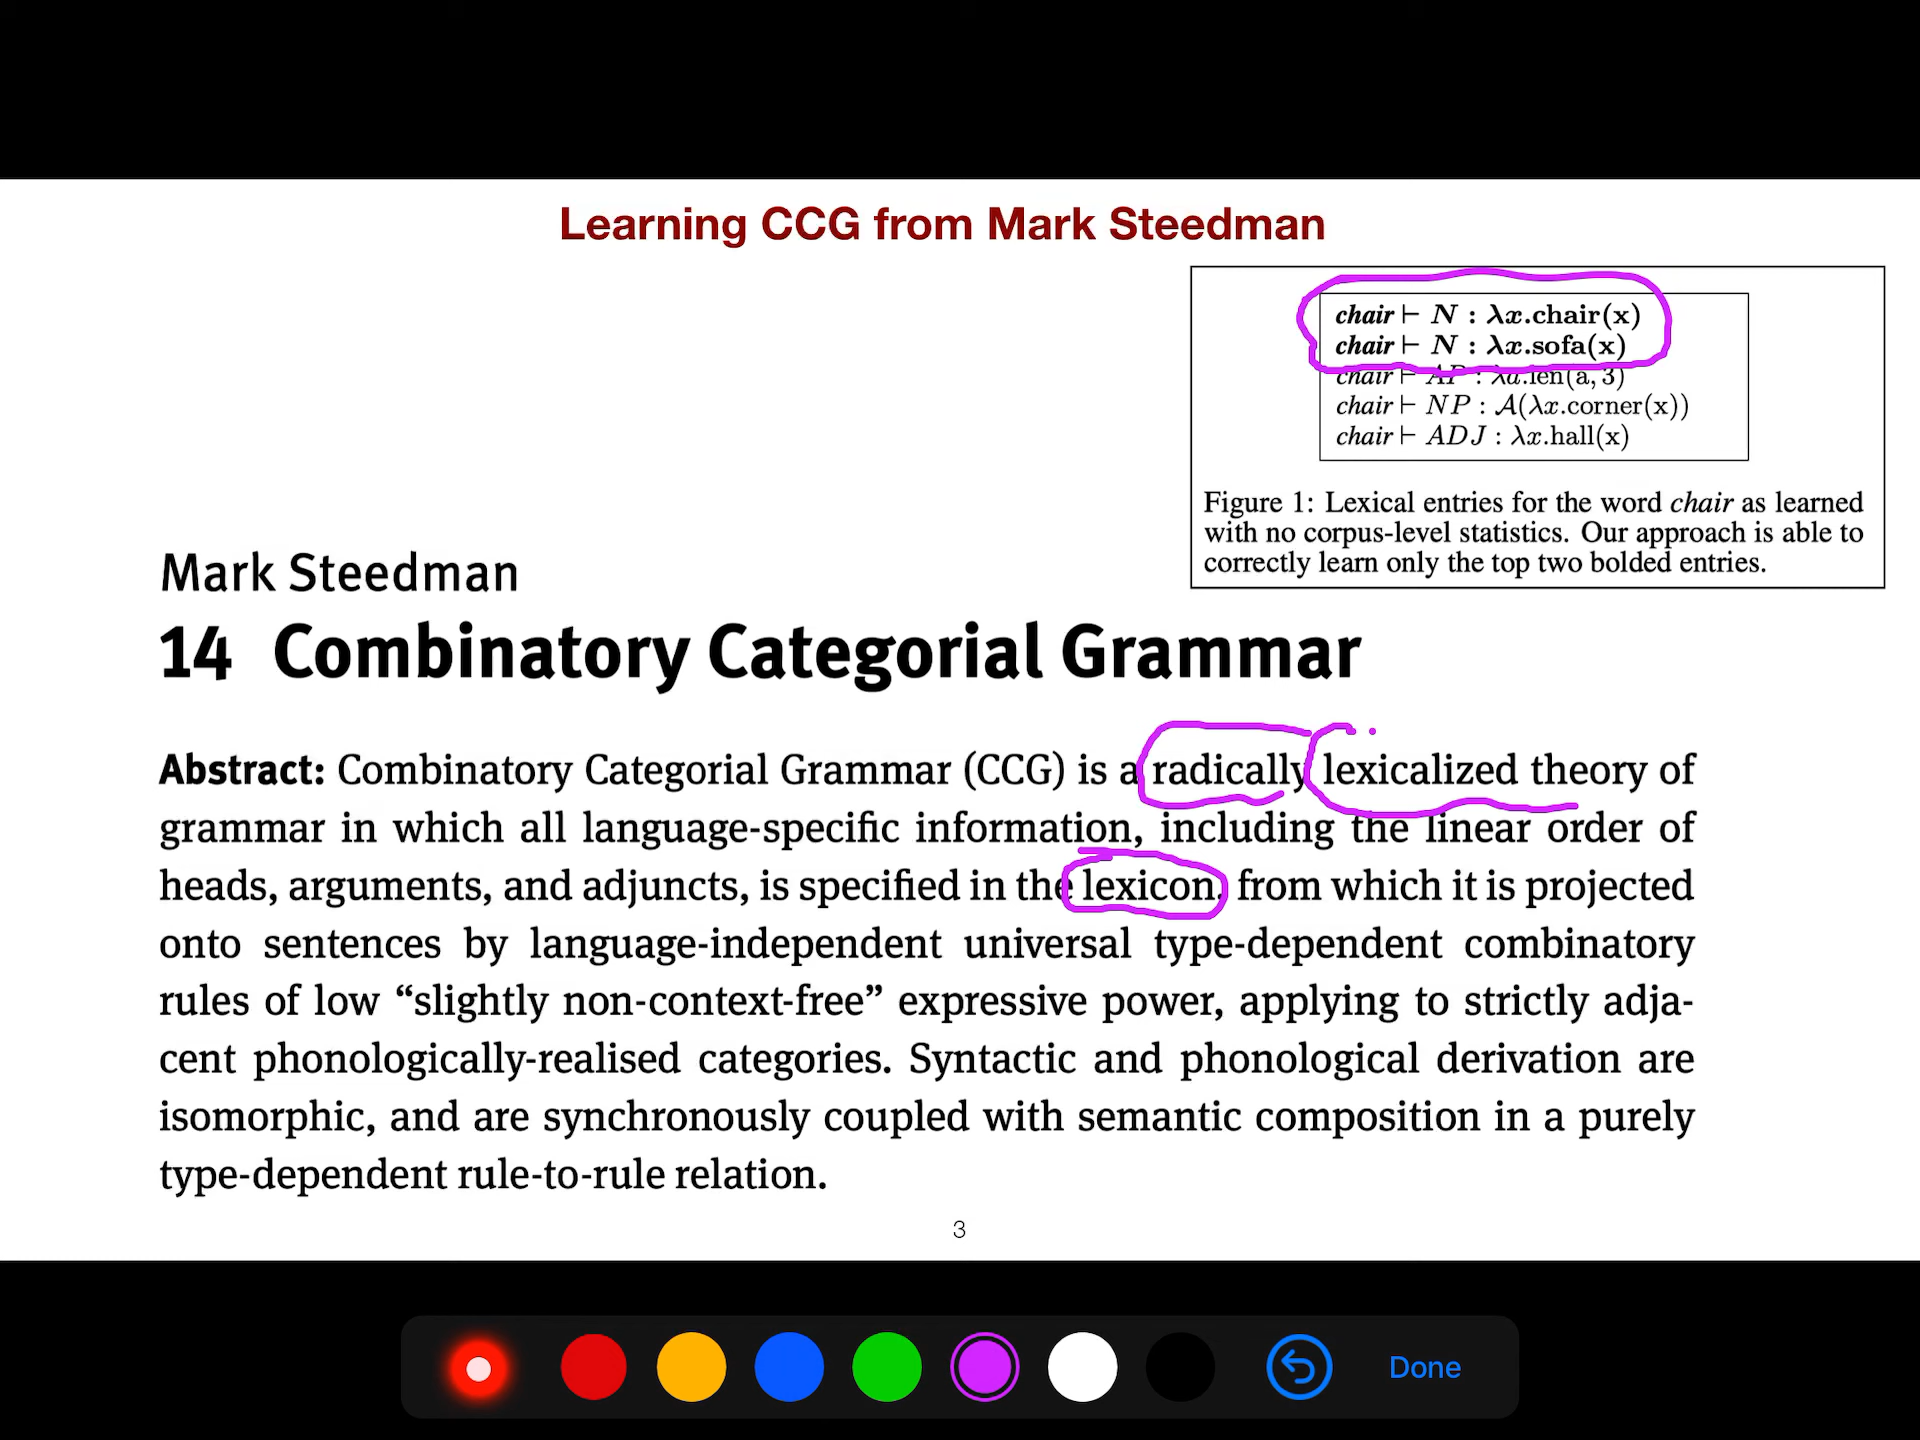 Learning CCG from Mark Steedman
chair ⊢ N : λx.chair(x)
chair ⊢ N : λx.sofa(x)
chair ⊢ AP : λa.len(a, 3)
chair ⊢ NP : 𝒜(λx.corner(x))
chair ⊢ ADJ : λx.hall(x)
Figure 1: Lexical entries for the word chair as learned
with no corpus-level statistics. Our approach is able to
correctly learn only the top two bolded entries.
Mark Steedman
14 Combinatory Categorial Grammar
Abstract: Combinatory Categorial Grammar (CCG) is a radically lexicalized theory of
grammar in which all language-specific information, including the linear order of
heads, arguments, and adjuncts, is specified in the lexicon, from which it is projected
onto sentences by language-independent universal type-dependent combinatory
rules of low “slightly non-context-free” expressive power, applying to strictly adja-
cent phonologically-realised categories. Syntactic and phonological derivation are
isomorphic, and are synchronously coupled with semantic composition in a purely
type-dependent rule-to-rule relation.
3
Done